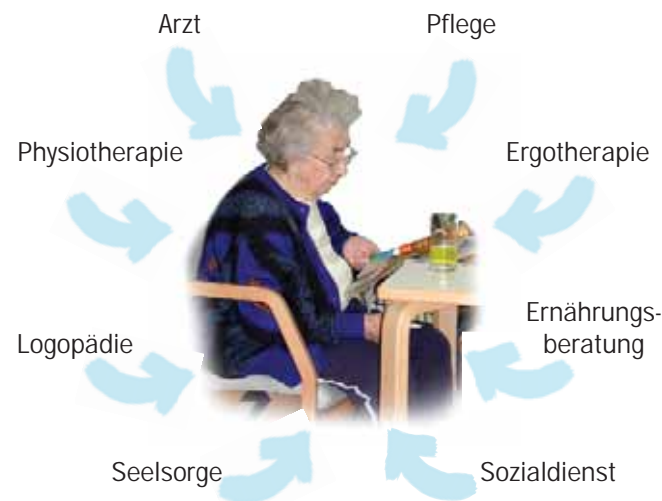 Arzt
Pflege
Physiotherapie
Ergotherapie
Logopädie
Ernährungs-
beratung
Seelsorge
Sozialdienst